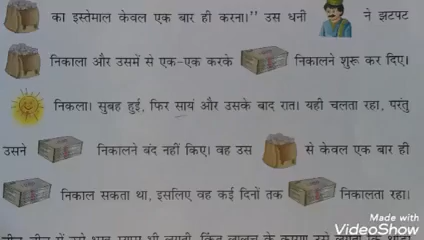 का इस्तेमाल केवल एक बार ही करना।” उस धनी ने झटपट
निकाला और उसमें से एक-एक करके निकालने शुरू कर दिए।
निकला। सुबह हुई, फिर सायं और उसके बाद रात। यही चलता रहा, परंतु
उसने निकालने बंद नहीं किए। वह उस से केवल एक बार ही
निकाल सकता था, इसलिए वह कई दिनों तक निकालता रहा।
Made with
VideoShow